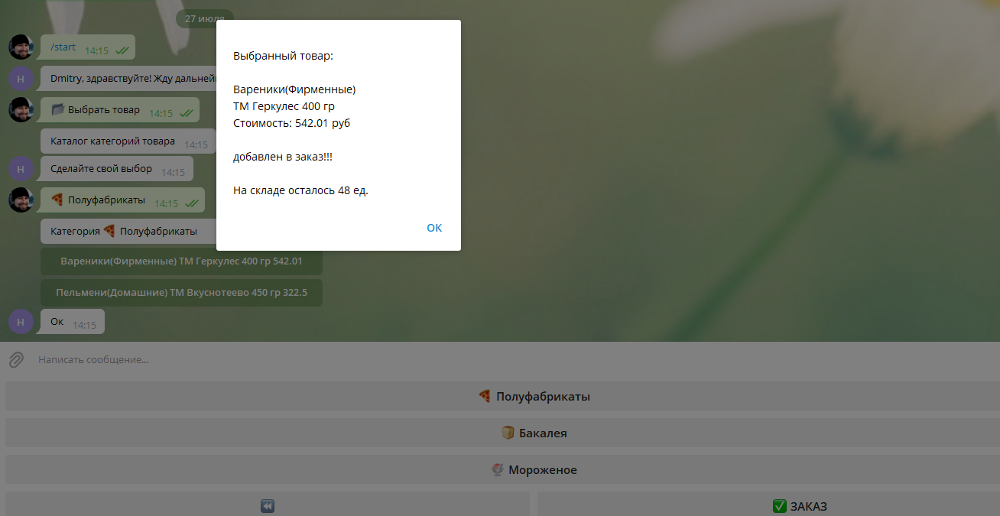 27 июля
/start 14:15
Н
Dmitry, здравствуйте! Жду
Выбрать товар 14:15
Каталог категорий товара 14:15
Н
Сделайте свой выбор 14:15
Полуфабрикаты 14:15
Категория Полуфабрикаты
Вареники(Фирменные) ТМ Геркулес 400 гр 542.01
Пельмени(Домашние) ТМ Вкуснотеево 450 гр 322.5
Н
Ок 14:15
Выбранный товар:
Вареники(Фирменные)
ТМ Геркулес 400 гр
Стоимость: 542.01 руб
добавлен в заказ!!!
На складе осталось 48 ед.
ОК
Написать сообщение...
Полуфабрикаты
Бакалея
Мороженое
ЗАКАЗ